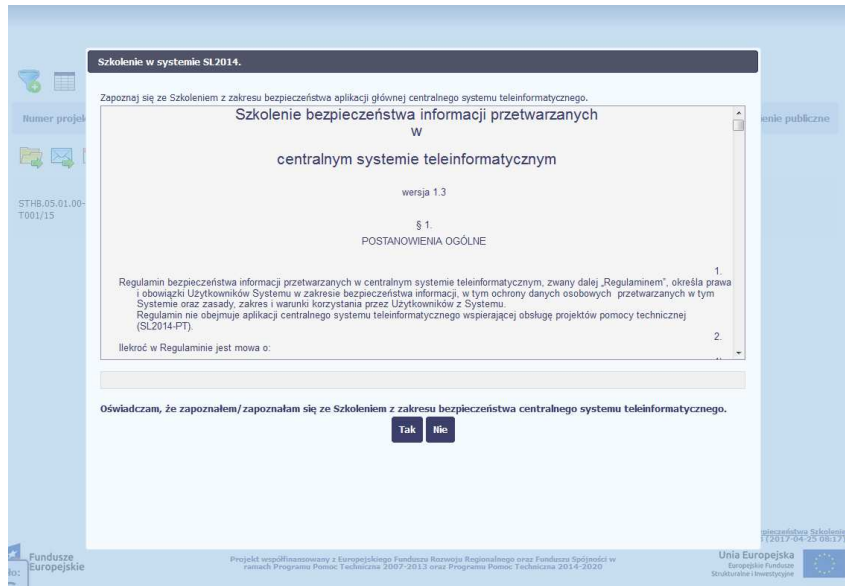 Szkolenie w systemie SL2014.
Zapoznaj się ze Szkoleniem z zakresu bezpieczeństwa aplikacji głównej centralnego systemu teleinformatycznego.
Szkolenie bezpieczeństwa informacji przetwarzanych
w
centralnym systemie teleinformatycznym
wersja 1.3
§ 1.
POSTANOWIENIA OGÓLNE
1.
Regulamin bezpieczeństwa informacji przetwarzanych w centralnym systemie teleinformatycznym, zwany dalej „Regulaminem”, określa prawa
i obowiązki Użytkowników Systemu w zakresie bezpieczeństwa informacji, w tym ochrony danych osobowych przetwarzanych w tym
Systemie oraz zasady, zakres i warunki korzystania przez Użytkowników z Systemu.
Regulamin nie obejmuje aplikacji centralnego systemu teleinformatycznego wspierającej obsługę projektów pomocy technicznej
(SL2014-PT).
2.
Ilekroć w Regulaminie jest mowa o:
Oświadczam, że zapoznałem/zapoznałam się ze Szkoleniem z zakresu bezpieczeństwa centralnego systemu teleinformatycznego.
Tak Nie
Numer projek
enie publiczne
STHB.05.01.00-
T001/15
(2017-04-25 08:17)
Fundusze
Europejskie
Projekt współfinansowany z Europejskiego Funduszu Rozwoju Regionalnego oraz Funduszu Spójności w
ramach Programu Pomoc Techniczna 2007-2013 oraz Programu Pomoc Techniczna 2014-2020
Unia Europejska
Europejskie Fundusze
Strukturalne i Inwestycyjne